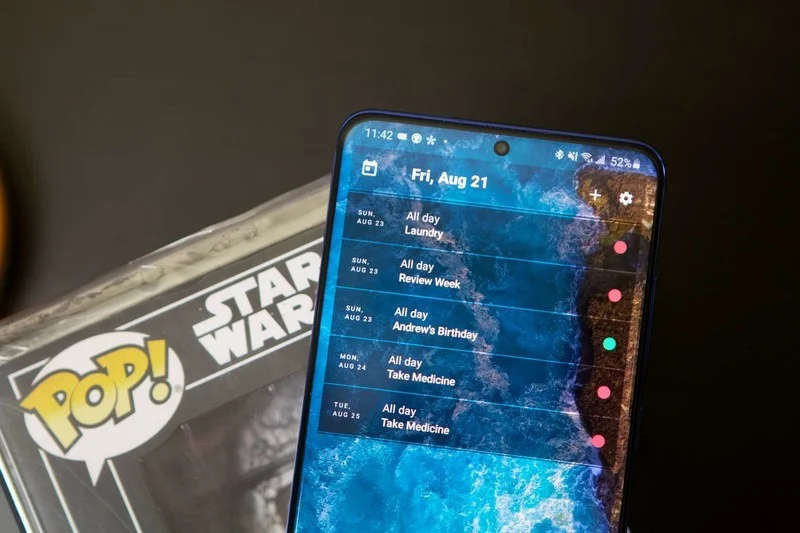 11:42
52%
Fri, Aug 21
SUN, AUG 23
All day
Laundry
SUN, AUG 23
All day
Review Week
SUN, AUG 23
All day
Andrew's Birthday
MON, AUG 24
All day
Take Medicine
TUE, AUG 25
All day
Take Medicine
STAR
WAR
POP!